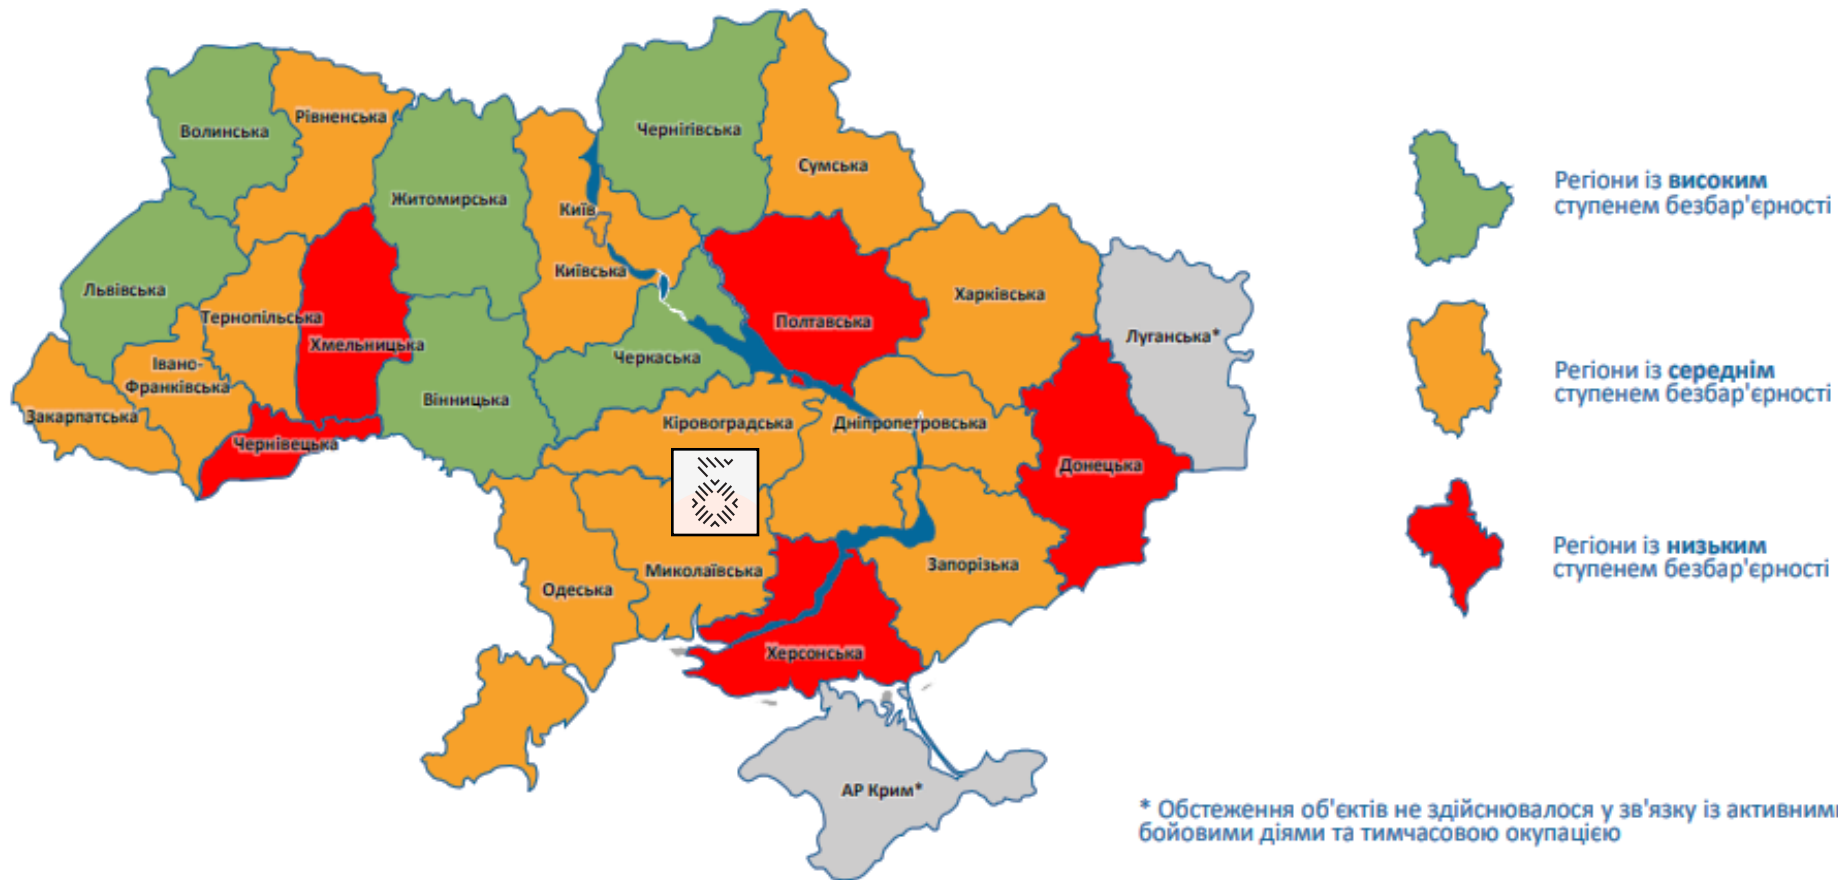 Волинська
Рівненська
Житомирська
Київ
Київська
Чернігівська
Сумська
Львівська
Тернопільська
Хмельницька
Івано-
Франківська
Закарпатська
Чернівецька
Вінницька
Черкаська
Полтавська
Харківська
Луганська*
Кіровоградська
Дніпропетровська
Донецька
Одеська
Миколаївська
Запорізька
Херсонська
АР Крим*
Регіони із високим
ступенем безбар'єрності
Регіони із середнім
ступенем безбар'єрності
Регіони із низьким
ступенем безбар'єрності
* Обстеження об'єктів не здійснювалося у зв'язку із активними
бойовими діями та тимчасовою окупацією